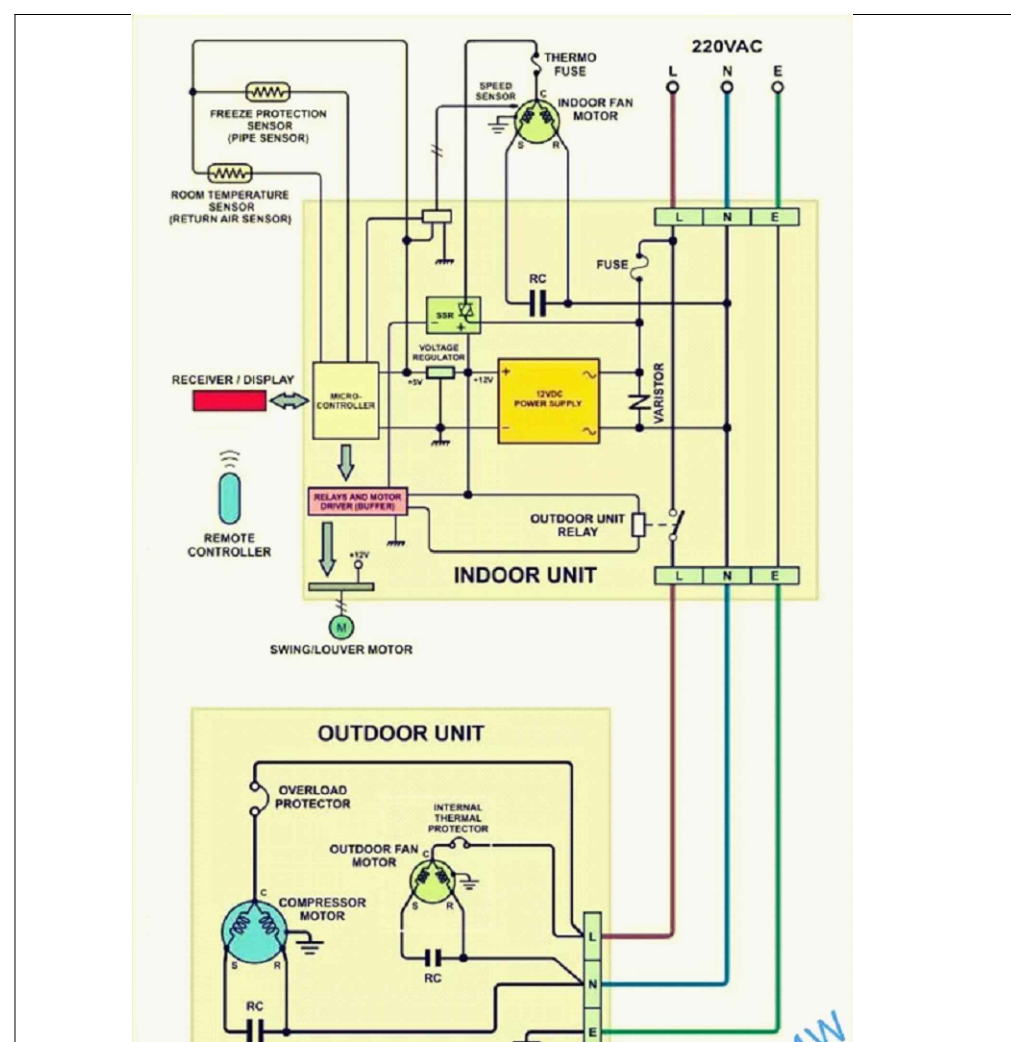 220VAC
L N E
THERMO
FUSE
SPEED
SENSOR
C
INDOOR FAN
MOTOR
S R
FREEZE PROTECTION
SENSOR
(PIPE SENSOR)
ROOM TEMPERATURE
SENSOR
(RETURN AIR SENSOR)
L N E
FUSE
RC
SSR
-
+
VOLTAGE
REGULATOR
+5V
+12V
RECEIVER / DISPLAY
MICRO-
CONTROLLER
+
-
12VDC
POWER SUPPLY
VARISTOR
RELAYS AND MOTOR
DRIVER (BUFFER)
OUTDOOR UNIT
RELAY
REMOTE
CONTROLLER
+12V
INDOOR UNIT
L N E
M
SWING/LOUVER MOTOR
OUTDOOR UNIT
OVERLOAD
PROTECTOR
INTERNAL
THERMAL
PROTECTOR
OUTDOOR FAN
MOTOR
C
S R
C
COMPRESSOR
MOTOR
S R
RC
RC
L
N
E